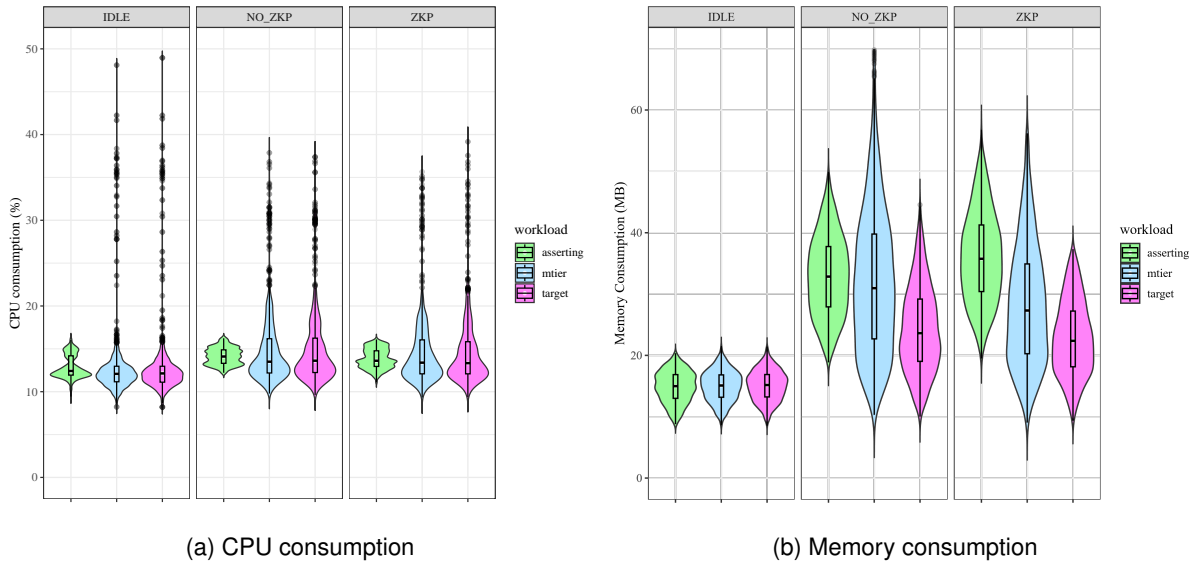 IDLE
NO_ZKP
ZKP
50
40
30
20
10
0
CPU comsumption (%)
workload
asserting
mtier
target
(a) CPU consumption
IDLE
NO_ZKP
ZKP
60
40
20
0
Memory Consumption (MB)
workload
asserting
mtier
target
(b) Memory consumption